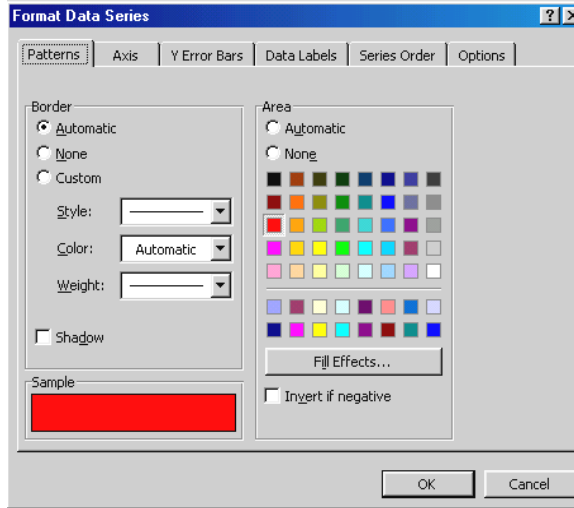 Format Data Series
Patterns Axis Y Error Bars Data Labels Series Order Options
Border
Automatic
None
Custom
Style:
Color: Automatic
Weight:
Shadow
Sample
Area
Automatic
None
Fill Effects...
Invert if negative
OK Cancel